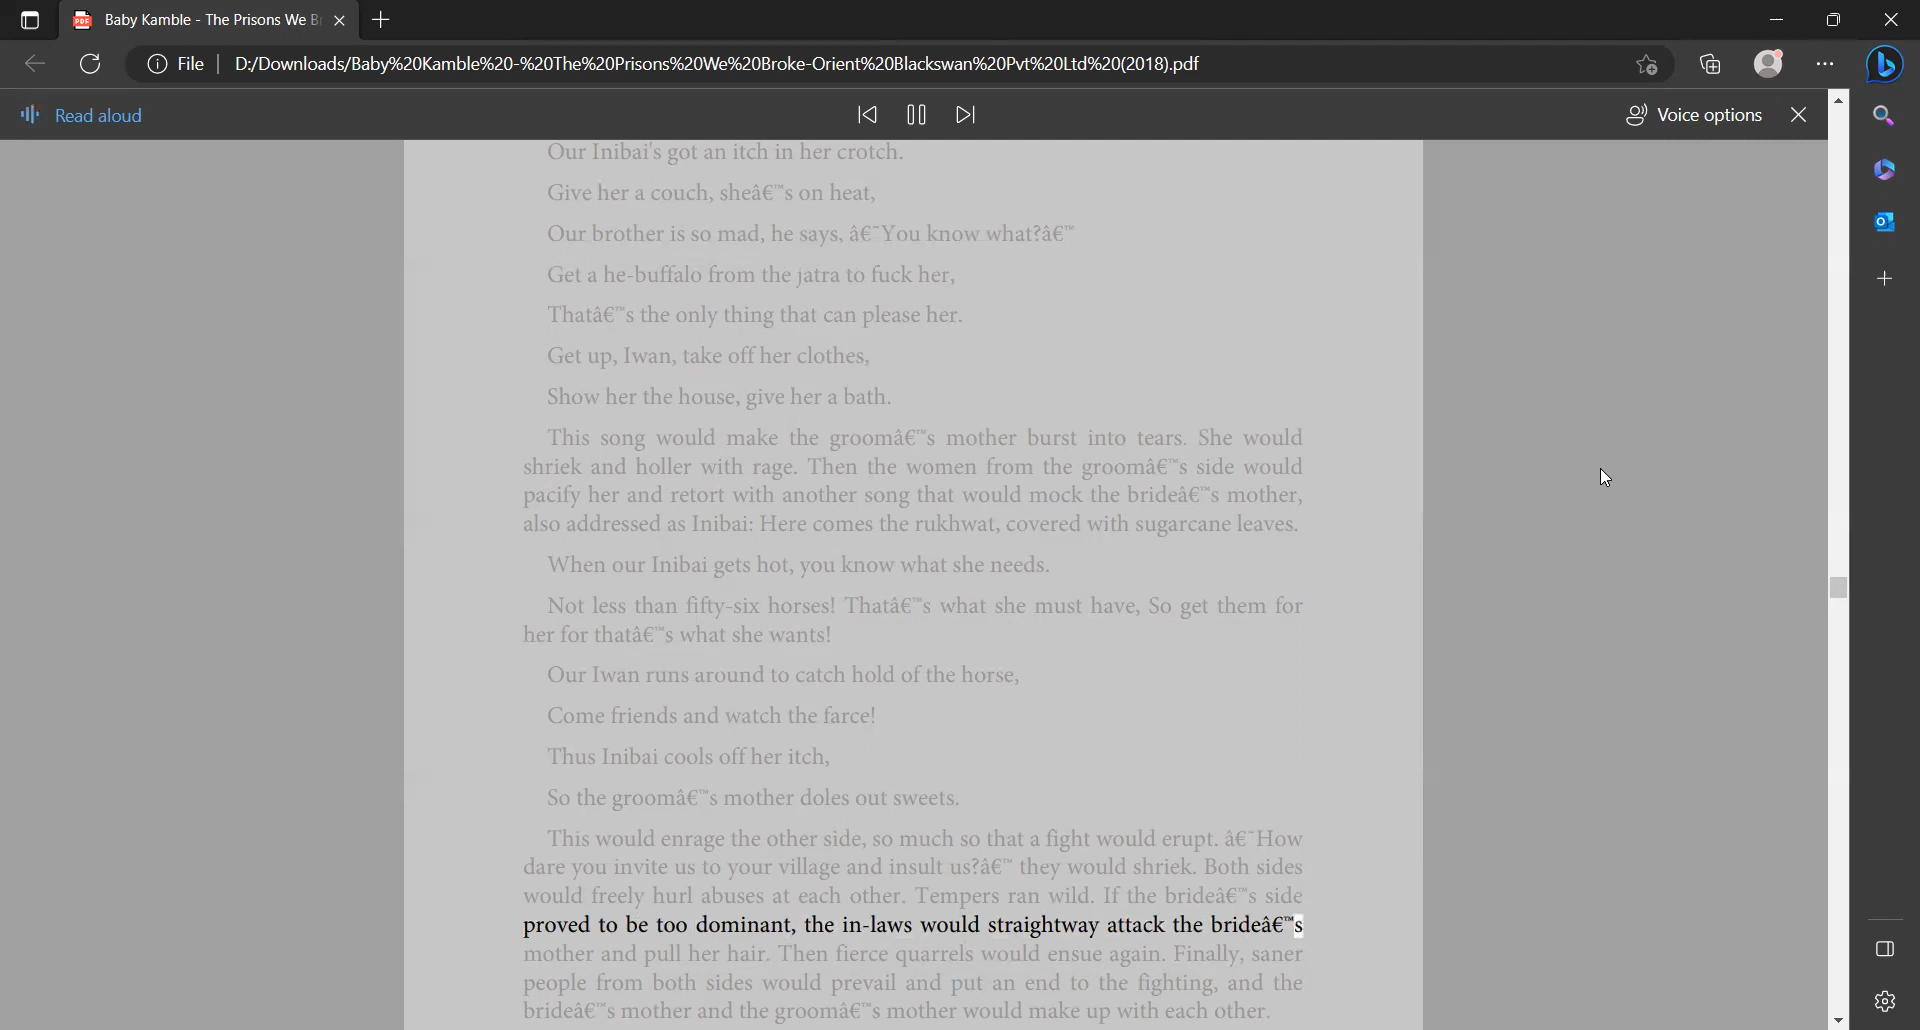 Baby Kamble - The Prisons We B
File
D:/Downloads/Baby%20Kamble%20-%20The%20Prisons%20We%20Broke-Orient%20Blackswan%20Pvt%20Ltd%20(2018).pdf
Read aloud
Voice options
Our Inibai's got an itch in her crotch.
Give her a couch, sheâ€™s on heat,
Our brother is so mad, he says, â€˜You know what?â€™
Get a he-buffalo from the jatra to fuck her,
Thatâ€™s the only thing that can please her.
Get up, Iwan, take off her clothes,
Show her the house, give her a bath.
This song would make the groomâ€™s mother burst into tears. She would
shriek and holler with rage. Then the women from the groomâ€™s side would
pacify her and retort with another song that would mock the brideâ€™s mother,
also addressed as Inibai: Here comes the rukhwat, covered with sugarcane leaves.
When our Inibai gets hot, you know what she needs.
Not less than fifty-six horses! Thatâ€™s what she must have, So get them for
her for thatâ€™s what she wants!
Our Iwan runs around to catch hold of the horse,
Come friends and watch the farce!
Thus Inibai cools off her itch,
So the groomâ€™s mother doles out sweets.
This would enrage the other side, so much so that a fight would erupt. â€˜How
dare you invite us to your village and insult us?â€™ they would shriek. Both sides
would freely hurl abuses at each other. Tempers ran wild. If the brideâ€™s side
proved to be too dominant, the in-laws would straightway attack the brideâ€™s
mother and pull her hair. Then fierce quarrels would ensue again. Finally, saner
people from both sides would prevail and put an end to the fighting, and the
brideâ€™s mother and the groomâ€™s mother would make up with each other.